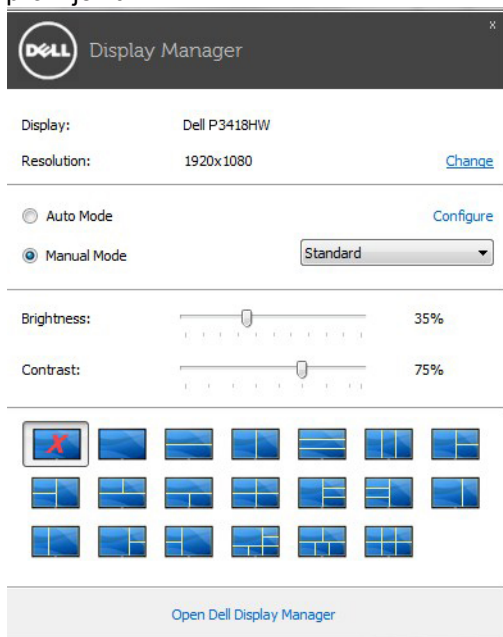 DELL Display Manager
x
Display: Dell P3418HW
Resolution: 1920x1080 Change
Auto Mode Configure
Manual Mode Standard
Brightness: 35%
Contrast: 75%
X
Open Dell Display Manager